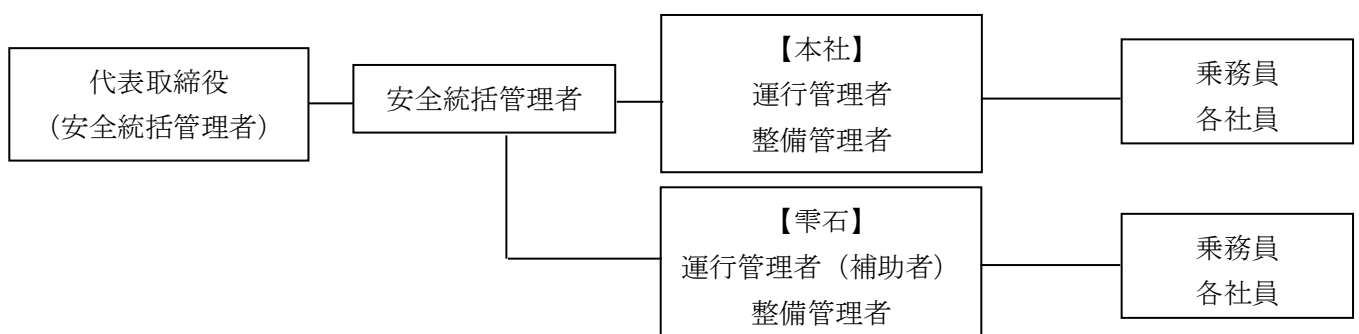 代表取締役
（安全統括管理者）
安全統括管理者
【本社】
運行管理者
整備管理者
乗務員
各社員
【雫石】
運行管理者（補助者）
整備管理者
乗務員
各社員